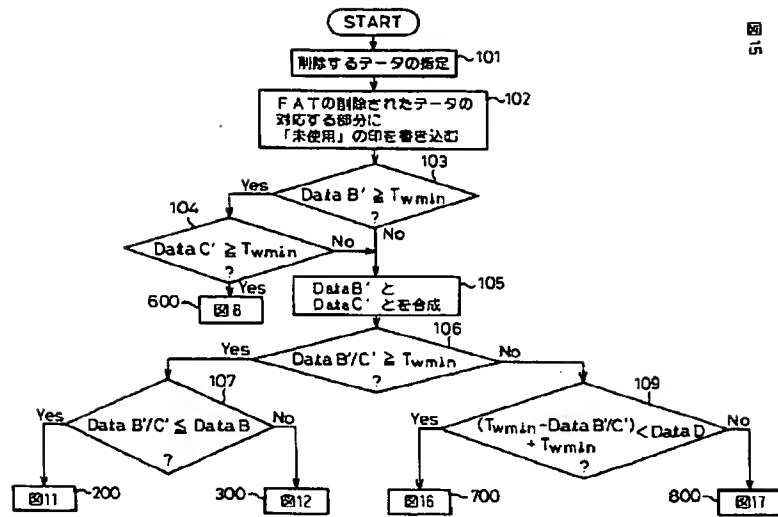 図15
START
削除するデータの指定
101
FATの削除されたデータの
対応する部分に
「未使用」の印を書き込む
102
103
Yes
Data B′ ≧ Twmin
?
No
104
Data C′ ≧ Twmin
?
No
Yes
600
図8
Data B′ と
Data C′ とを合成
105
106
Yes
Data B′/C′ ≧ Twmin
?
No
107
Yes
Data B′/C′ ≦ Data B
?
No
109
Yes
(Twmin-Data B′/C′)
+ Twmin
< Data D
?
No
図11
200
300
図12
図16
700
800
図17